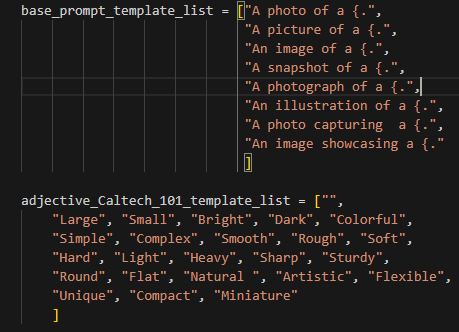 base_prompt_template_list = ["A photo of a {.",
"A picture of a {.",
"An image of a {.",
"A snapshot of a {.",
"A photograph of a {.",
"An illustration of a {.",
"A photo capturing  a {.",
"An image showcasing a {."
]
adjective_Caltech_101_template_list = ["",
"Large", "Small", "Bright", "Dark", "Colorful",
"Simple", "Complex", "Smooth", "Rough", "Soft",
"Hard", "Light", "Heavy", "Sharp", "Sturdy",
"Round", "Flat", "Natural ", "Artistic", "Flexible",
"Unique", "Compact", "Miniature"
]